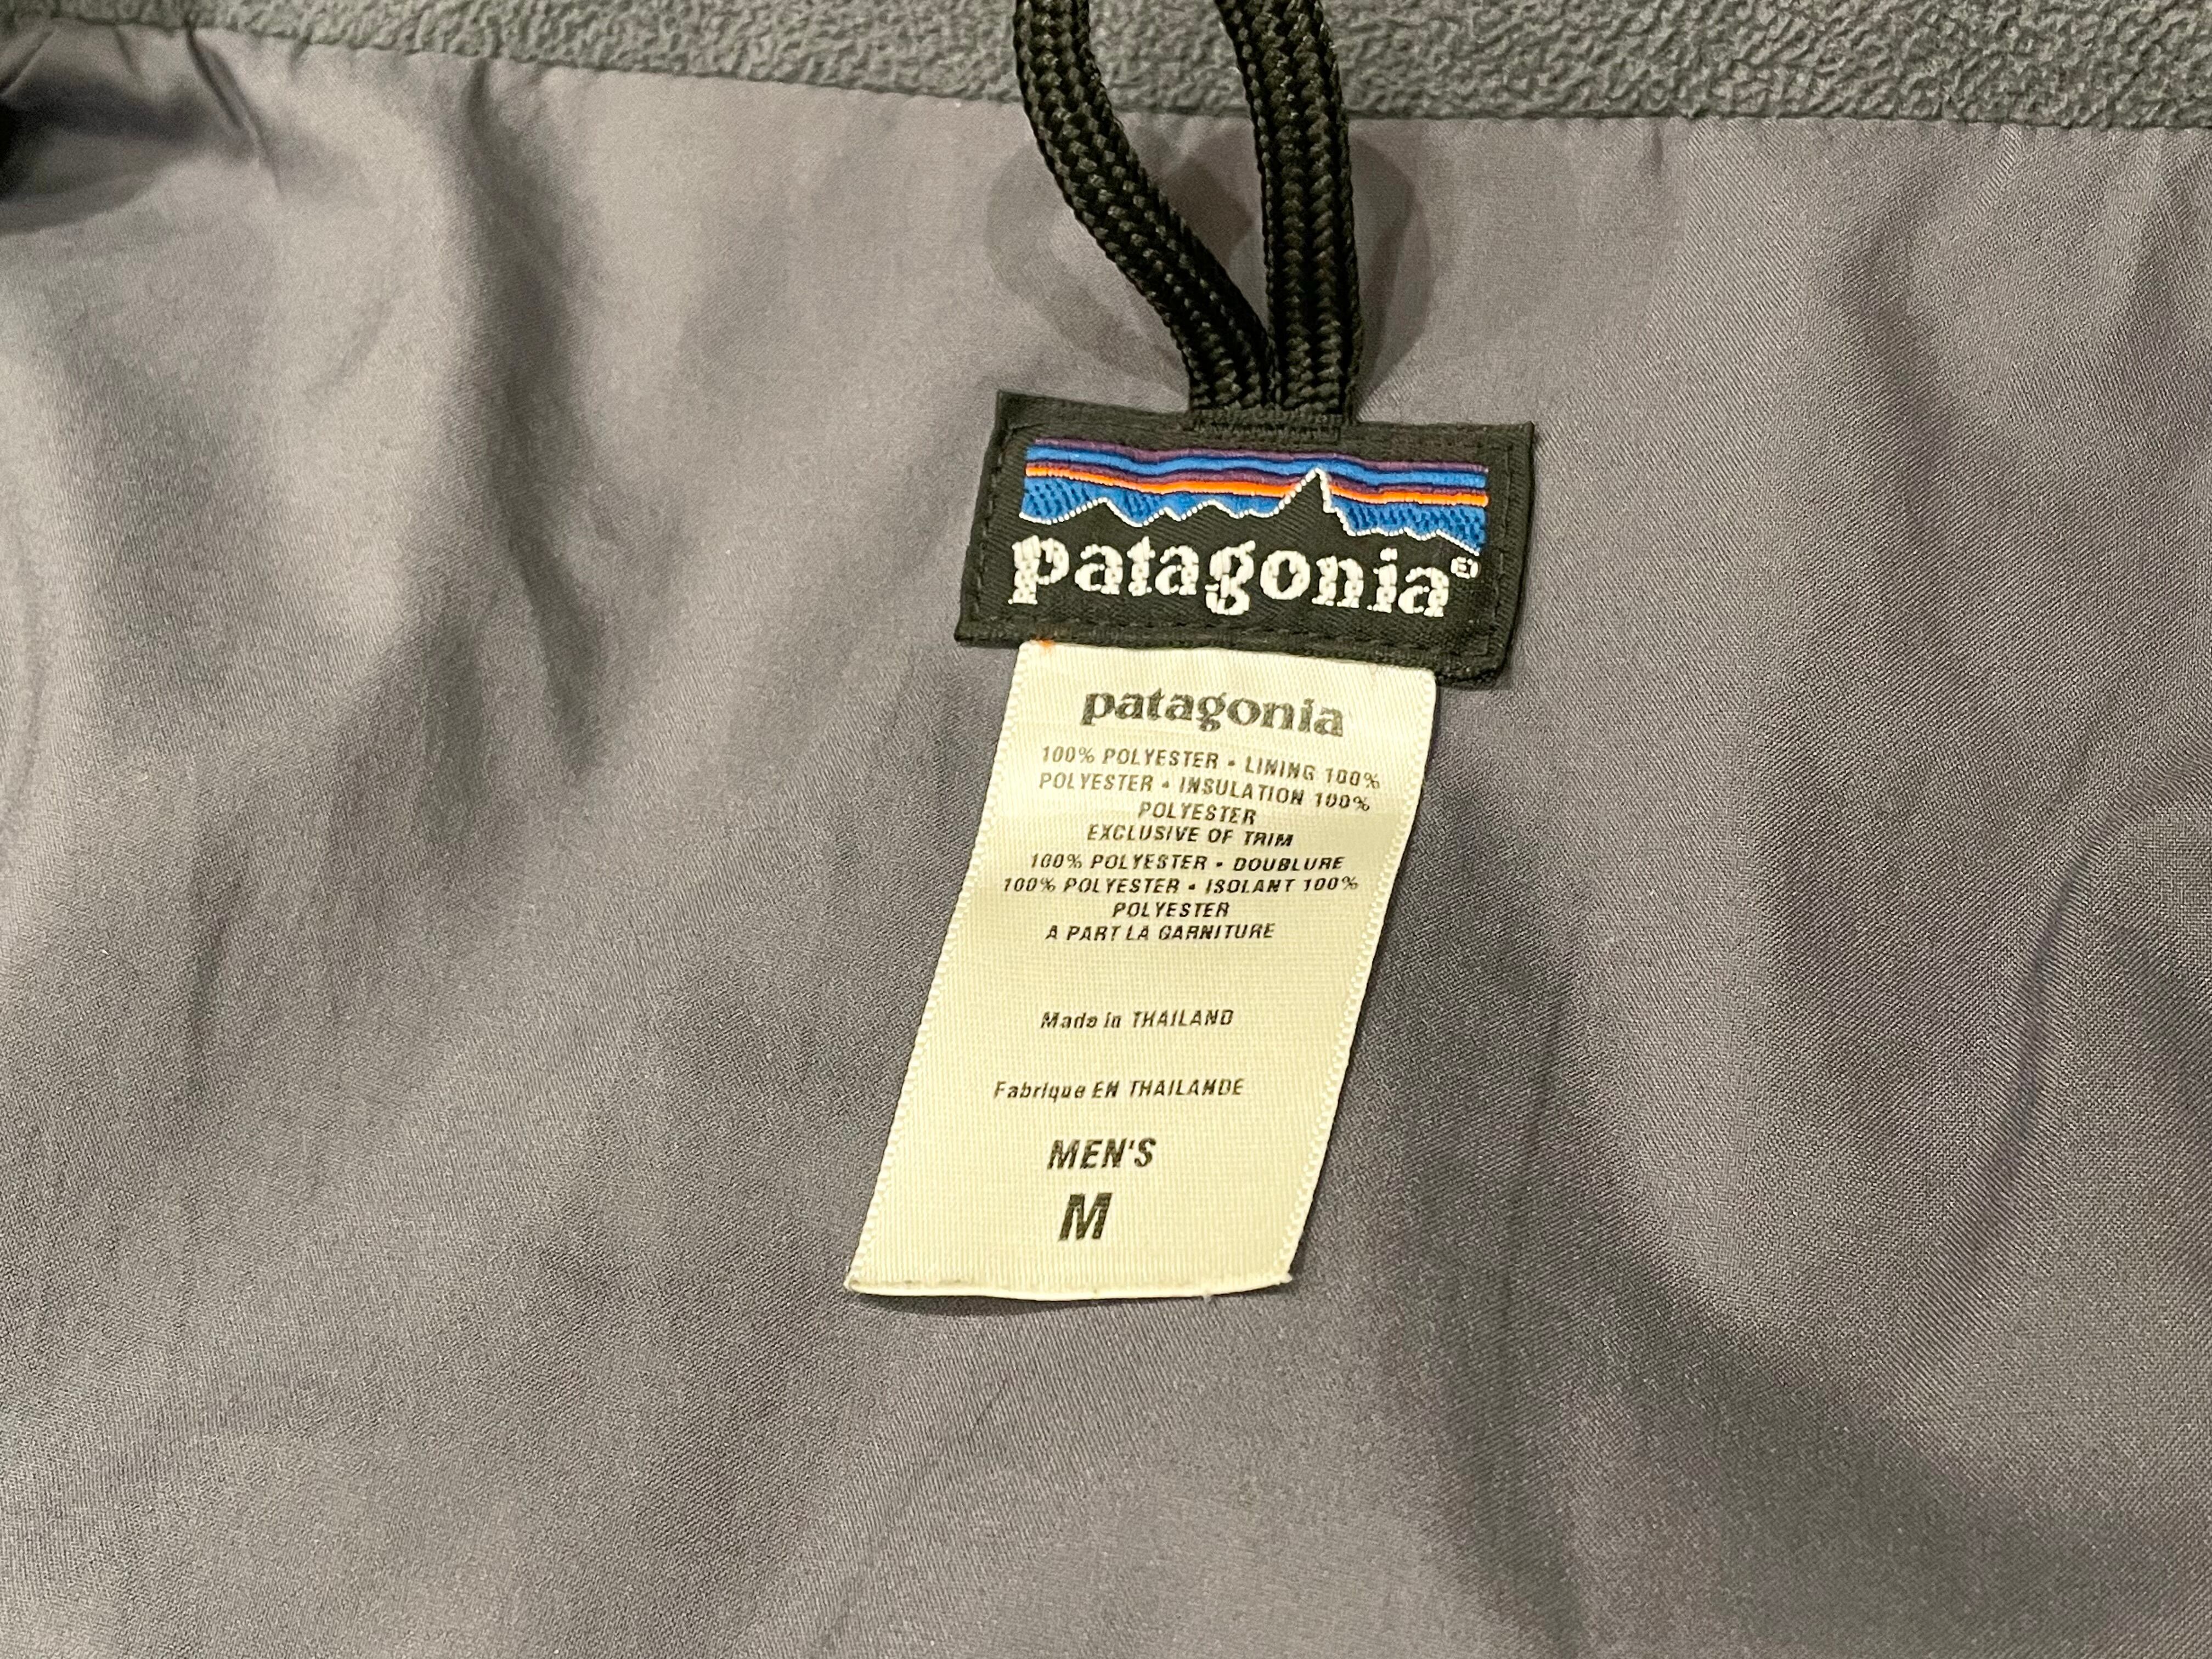 patagonia®
patagonia
100% POLYESTER • LINING 100%
POLYESTER • INSULATION 100%
POLYESTER
EXCLUSIVE OF TRIM
100% POLYESTER • DOUBLURE
100% POLYESTER • ISOLANT 100%
POLYESTER
A PART LA GARNITURE
Made in THAILAND
Fabrique EN THAILANDE
MEN'S
M